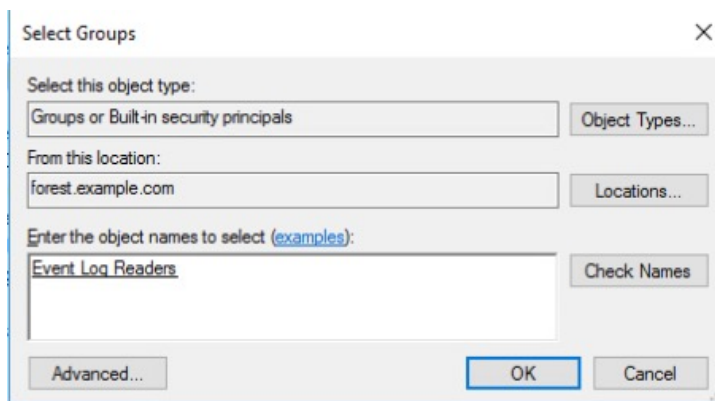 Select Groups
Select this object type:
Groups or Built-in security principals
Object Types...
From this location:
forest.example.com
Locations...
Enter the object names to select (examples):
Event Log Readers
Check Names
Advanced...
OK
Cancel